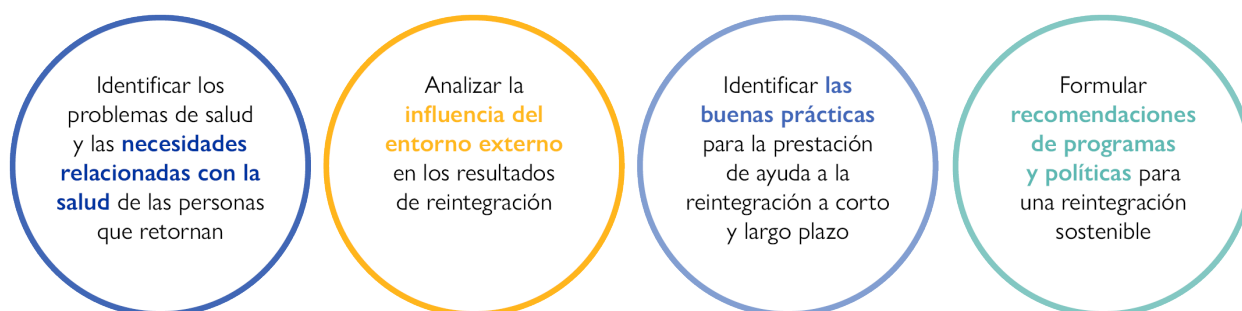 Identificar los
problemas de salud
y las necesidades
relacionadas con la
salud de las personas
que retornan
Analizar la
influencia del
entorno externo
en los resultados
de reintegración
Identificar las
buenas prácticas
para la prestación
de ayuda a la
reintegración a corto
y largo plazo
Formular
recomendaciones
de programas
y políticas para
una reintegración
sostenible